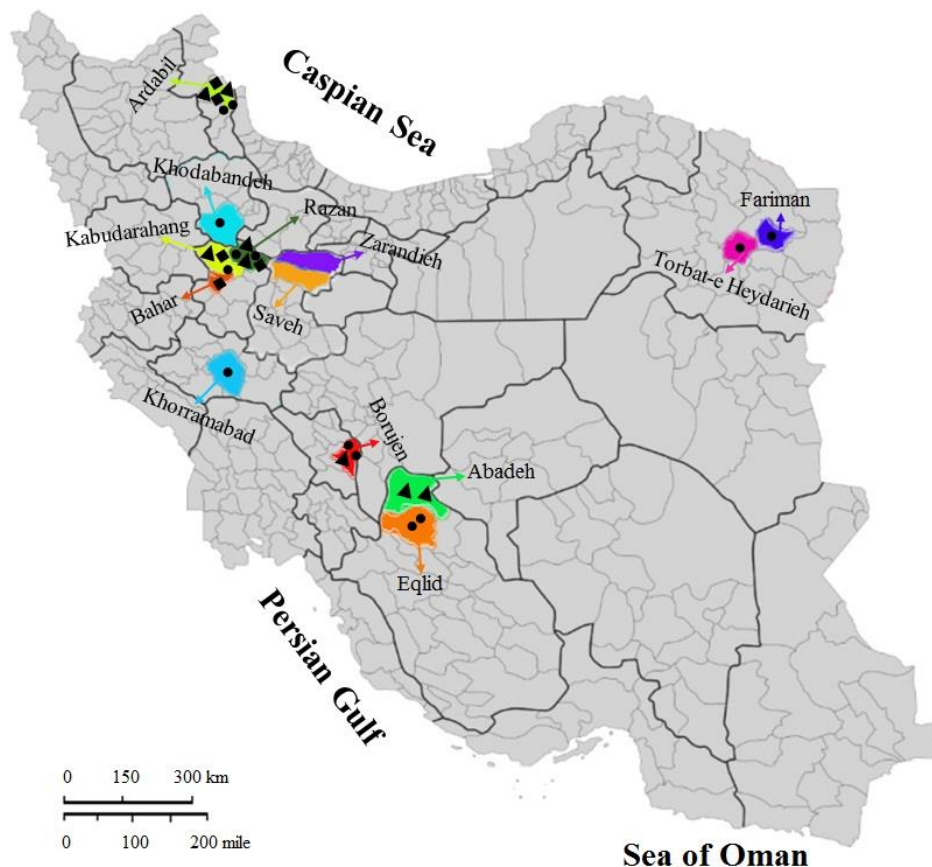 Caspian Sea
Ardabil
Khodabandeh
Razan
Kabudarahang
Zarandieh
Fariman
Torbat-e Heydarieh
Bahar
Saveh
Khorramabad
Borujen
Abadeh
Eqlid
Persian Gulf
0 150 300 km
0 100 200 mile
Sea of Oman